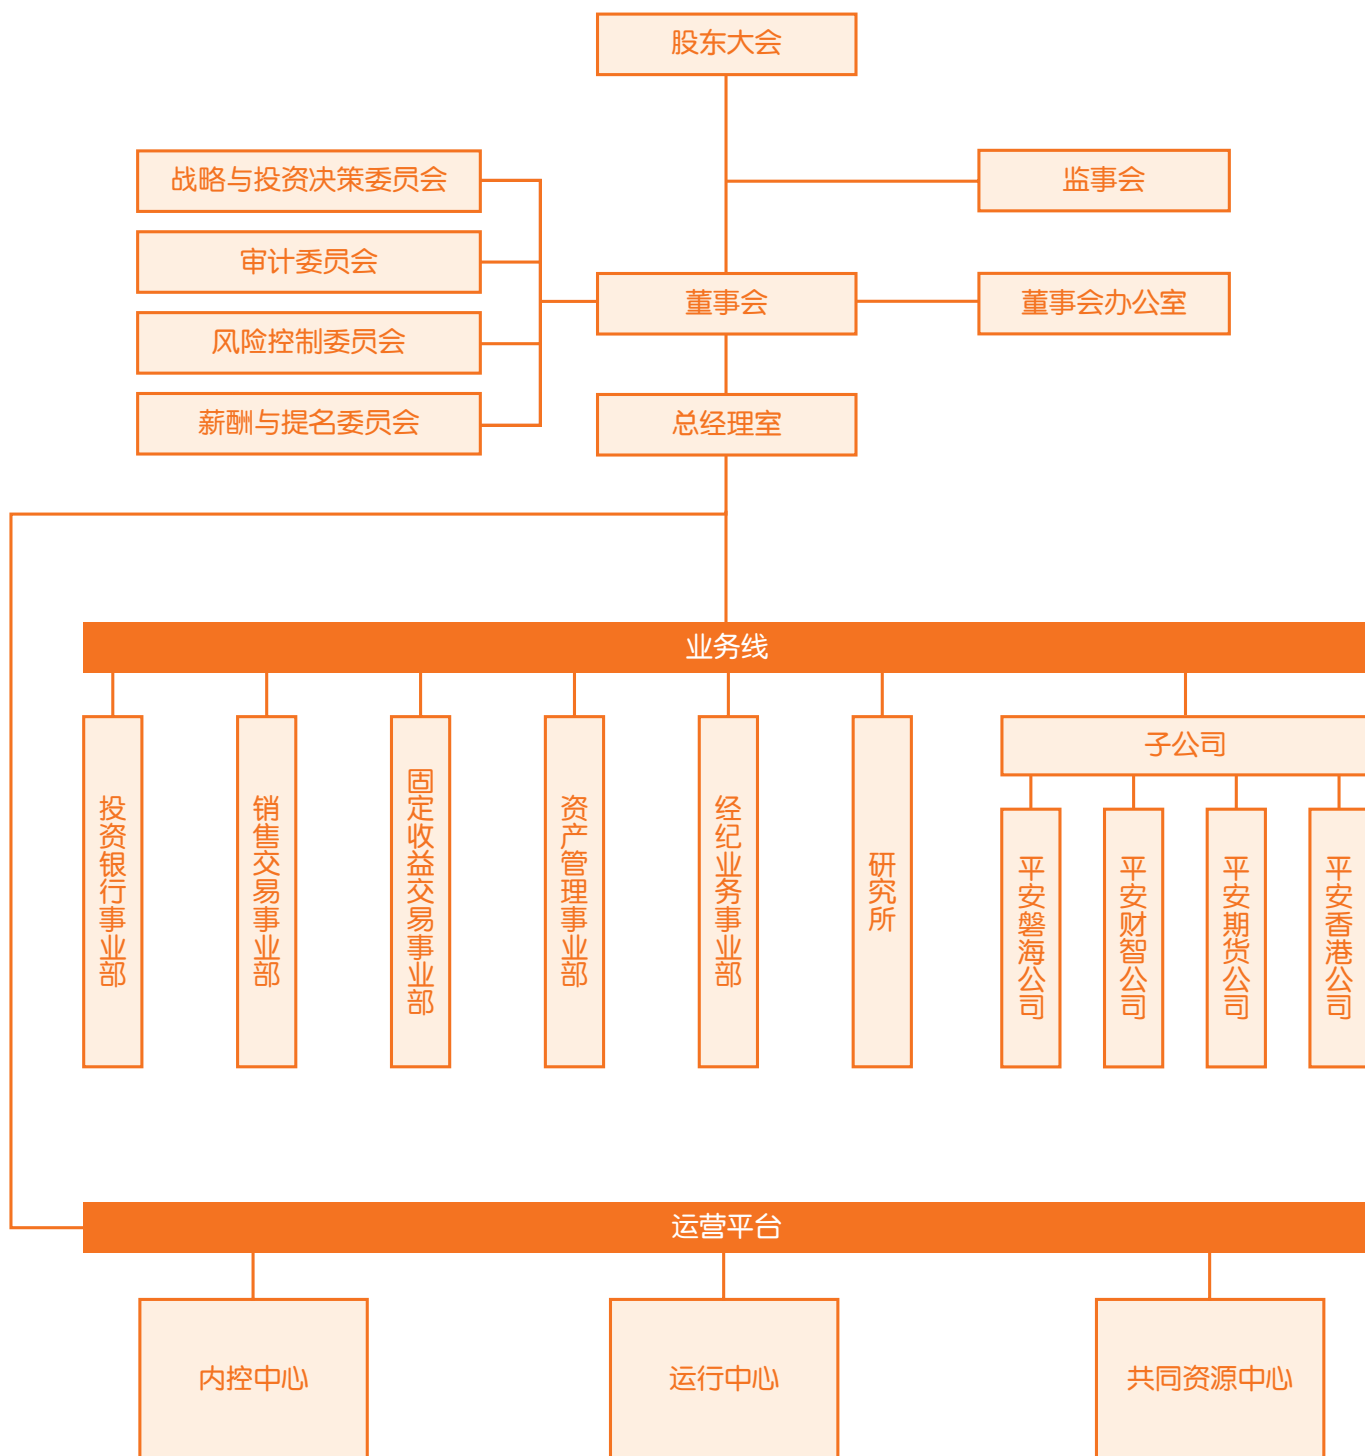 股东大会
战略与投资决策委员会
监事会
审计委员会
董事会
董事会办公室
风险控制委员会
薪酬与提名委员会
总经理室
业务线
投资银行事业部
销售交易事业部
固定收益交易事业部
资产管理事业部
经纪业务事业部
研究所
子公司
平安磐海公司
平安财智公司
平安期货公司
平安香港公司
运营平台
内控中心
运行中心
共同资源中心